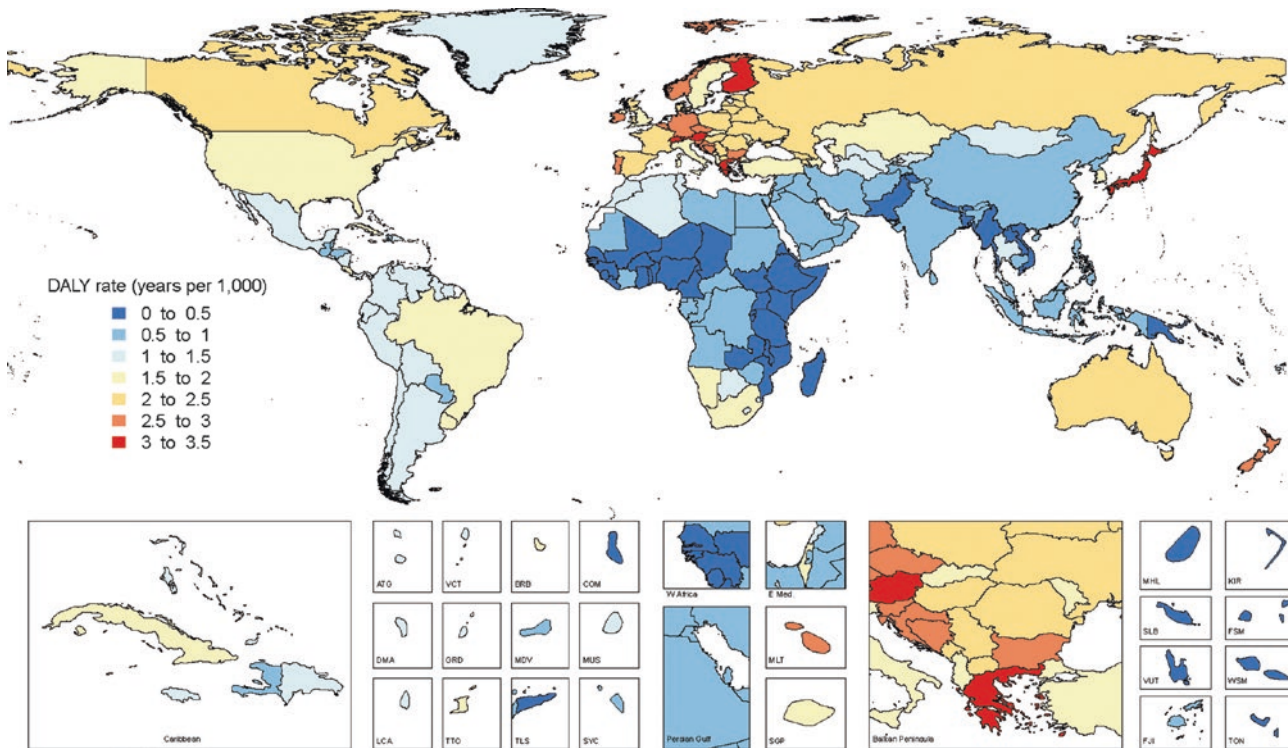 DALY rate (years per 1,000)
0 to 0.5
0.5 to 1
1 to 1.5
1.5 to 2
2 to 2.5
2.5 to 3
3 to 3.5
Caribbean
ATG
VCT
BRB
COM
DMA
GRD
MDV
MUS
LCA
TTO
TLS
SYC
W Africa
E Med.
Persian Gulf
MLT
SGP
Balkan Peninsula
MHL
KIR
SLB
FSM
VUT
WSM
FJI
TON